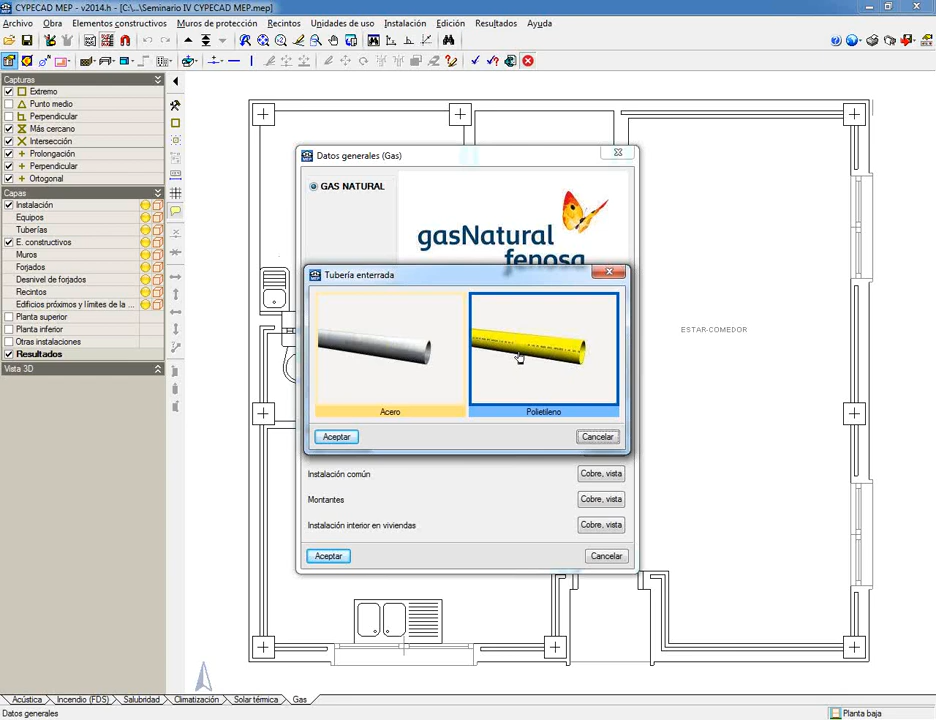 CYPECAD MEP - v2014.h - [C:\...\Seminario IV CYPECAD MEP.mep]
Archivo Obra Elementos constructivos Muros de protección Recintos Unidades de uso Instalación Edición Resultados Ayuda
Capturas
Extremo
Punto medio
Perpendicular
Más cercano
Intersección
Prolongación
Perpendicular
Ortogonal
Capas
Instalación
Equipos
Tuberías
E. constructivos
Muros
Forjados
Desnivel de forjados
Recintos
Edificios próximos y límites de la ...
Planta superior
Planta inferior
Otras instalaciones
Resultados
Vista 3D
Datos generales (Gas)
GAS NATURAL
gasNatural
fenosa
Tubería enterrada
Acero
Polietileno
Aceptar
Cancelar
ESTAR-COMEDOR
Instalación común
Cobre, vista
Montantes
Cobre, vista
Instalación interior en viviendas
Cobre, vista
Aceptar
Cancelar
Acústica Incendio (FDS) Salubridad Climatización Solar térmica Gas
Datos generales
Planta baja